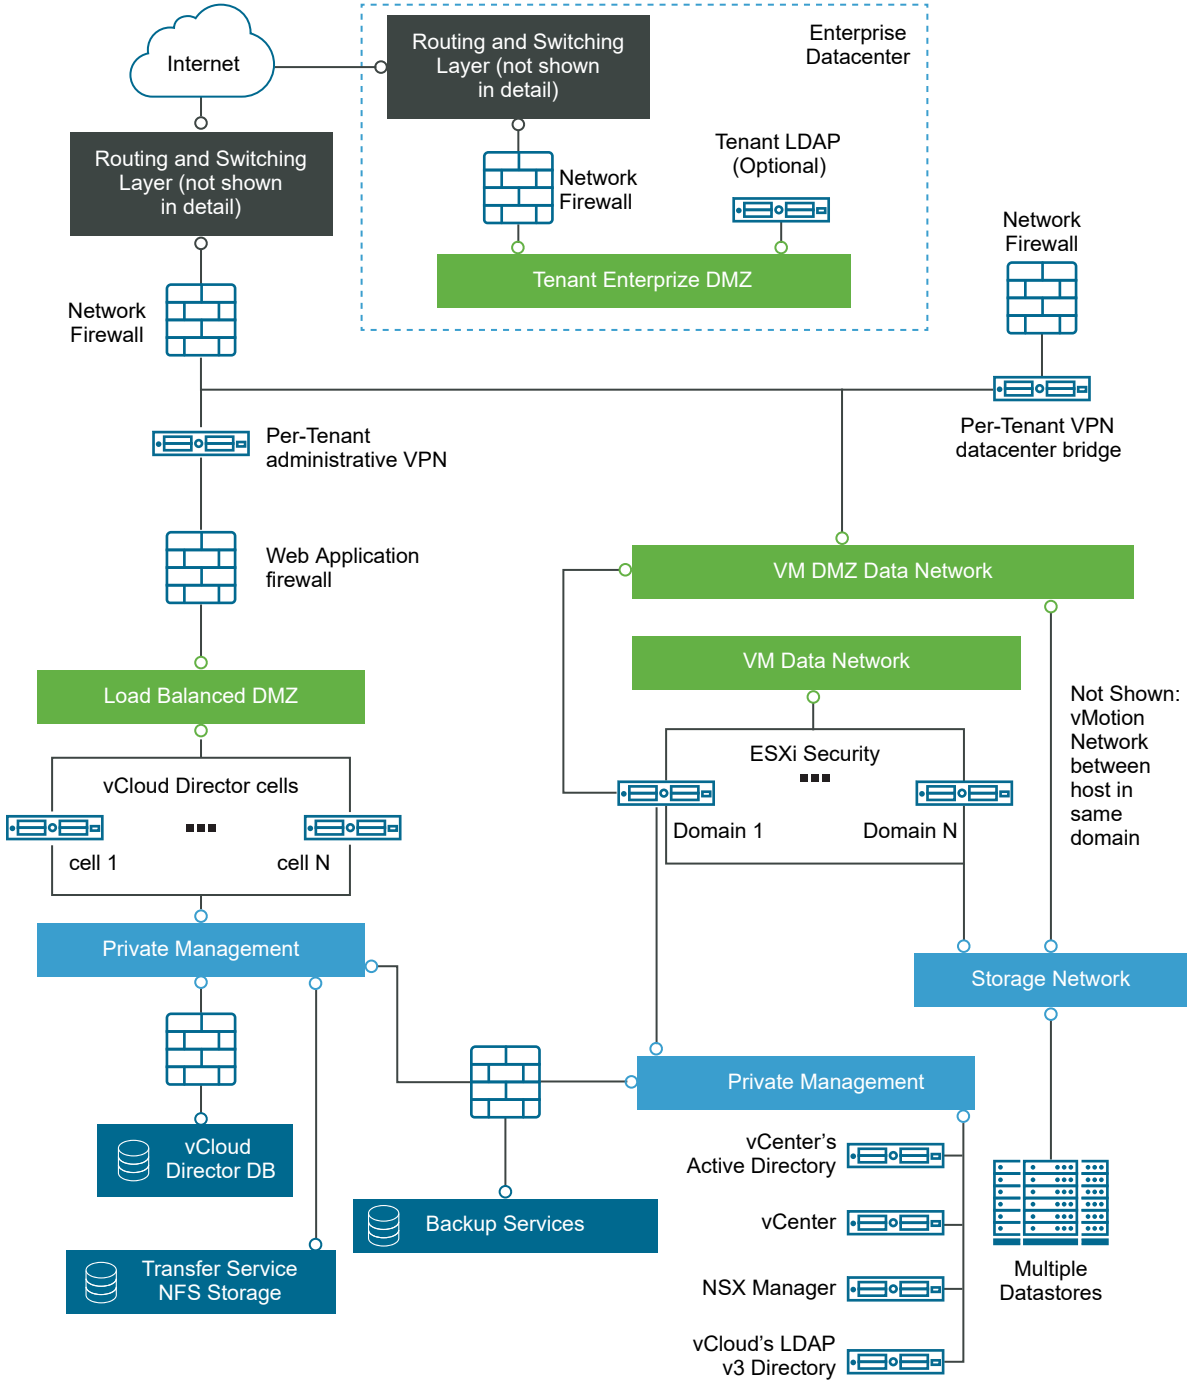 Internet
Routing and Switching
Layer (not shown
in detail)
Enterprise
Datacenter
Routing and Switching
Layer (not shown
in detail)
Network
Firewall
Tenant LDAP
(Optional)
Tenant Enterprize DMZ
Network
Firewall
Network
Firewall
Per-Tenant
administrative VPN
Per-Tenant VPN
datacenter bridge
Web Application
firewall
VM DMZ Data Network
VM Data Network
Load Balanced DMZ
Not Shown:
vMotion
Network
between
host in
same
domain
ESXi Security
Domain 1
Domain N
vCloud Director cells
cell 1
cell N
Private Management
Storage Network
Private Management
vCloud
Director DB
Backup Services
Transfer Service
NFS Storage
vCenter’s
Active Directory
vCenter
NSX Manager
vCloud’s LDAP
v3 Directory
Multiple
Datastores